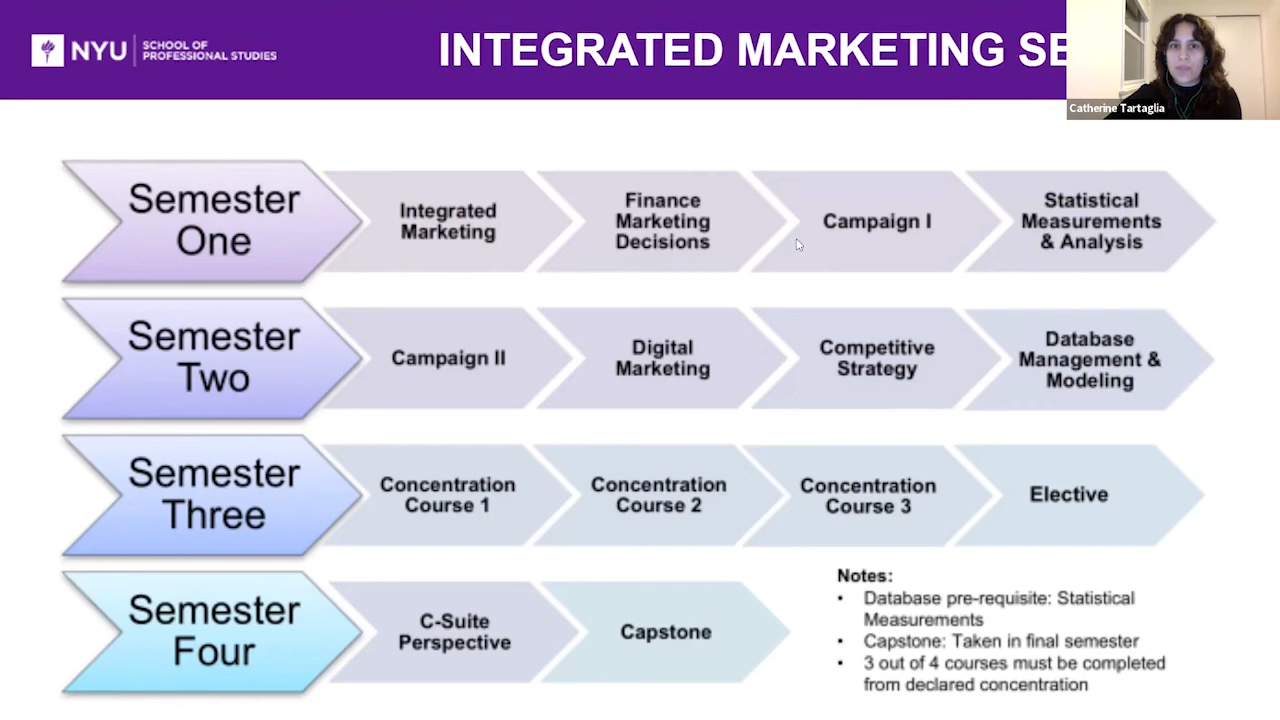 NYU
SCHOOL OF
PROFESSIONAL STUDIES
INTEGRATED MARKETING SE
Catherine Tartaglia
Semester
One
Integrated
Marketing
Finance
Marketing
Decisions
Campaign I
Statistical
Measurements
& Analysis
Semester
Two
Campaign II
Digital
Marketing
Competitive
Strategy
Database
Management &
Modeling
Semester
Three
Concentration
Course 1
Concentration
Course 2
Concentration
Course 3
Elective
Semester
Four
C-Suite
Perspective
Capstone
Notes:
• Database pre-requisite: Statistical
Measurements
• Capstone: Taken in final semester
• 3 out of 4 courses must be completed
from declared concentration